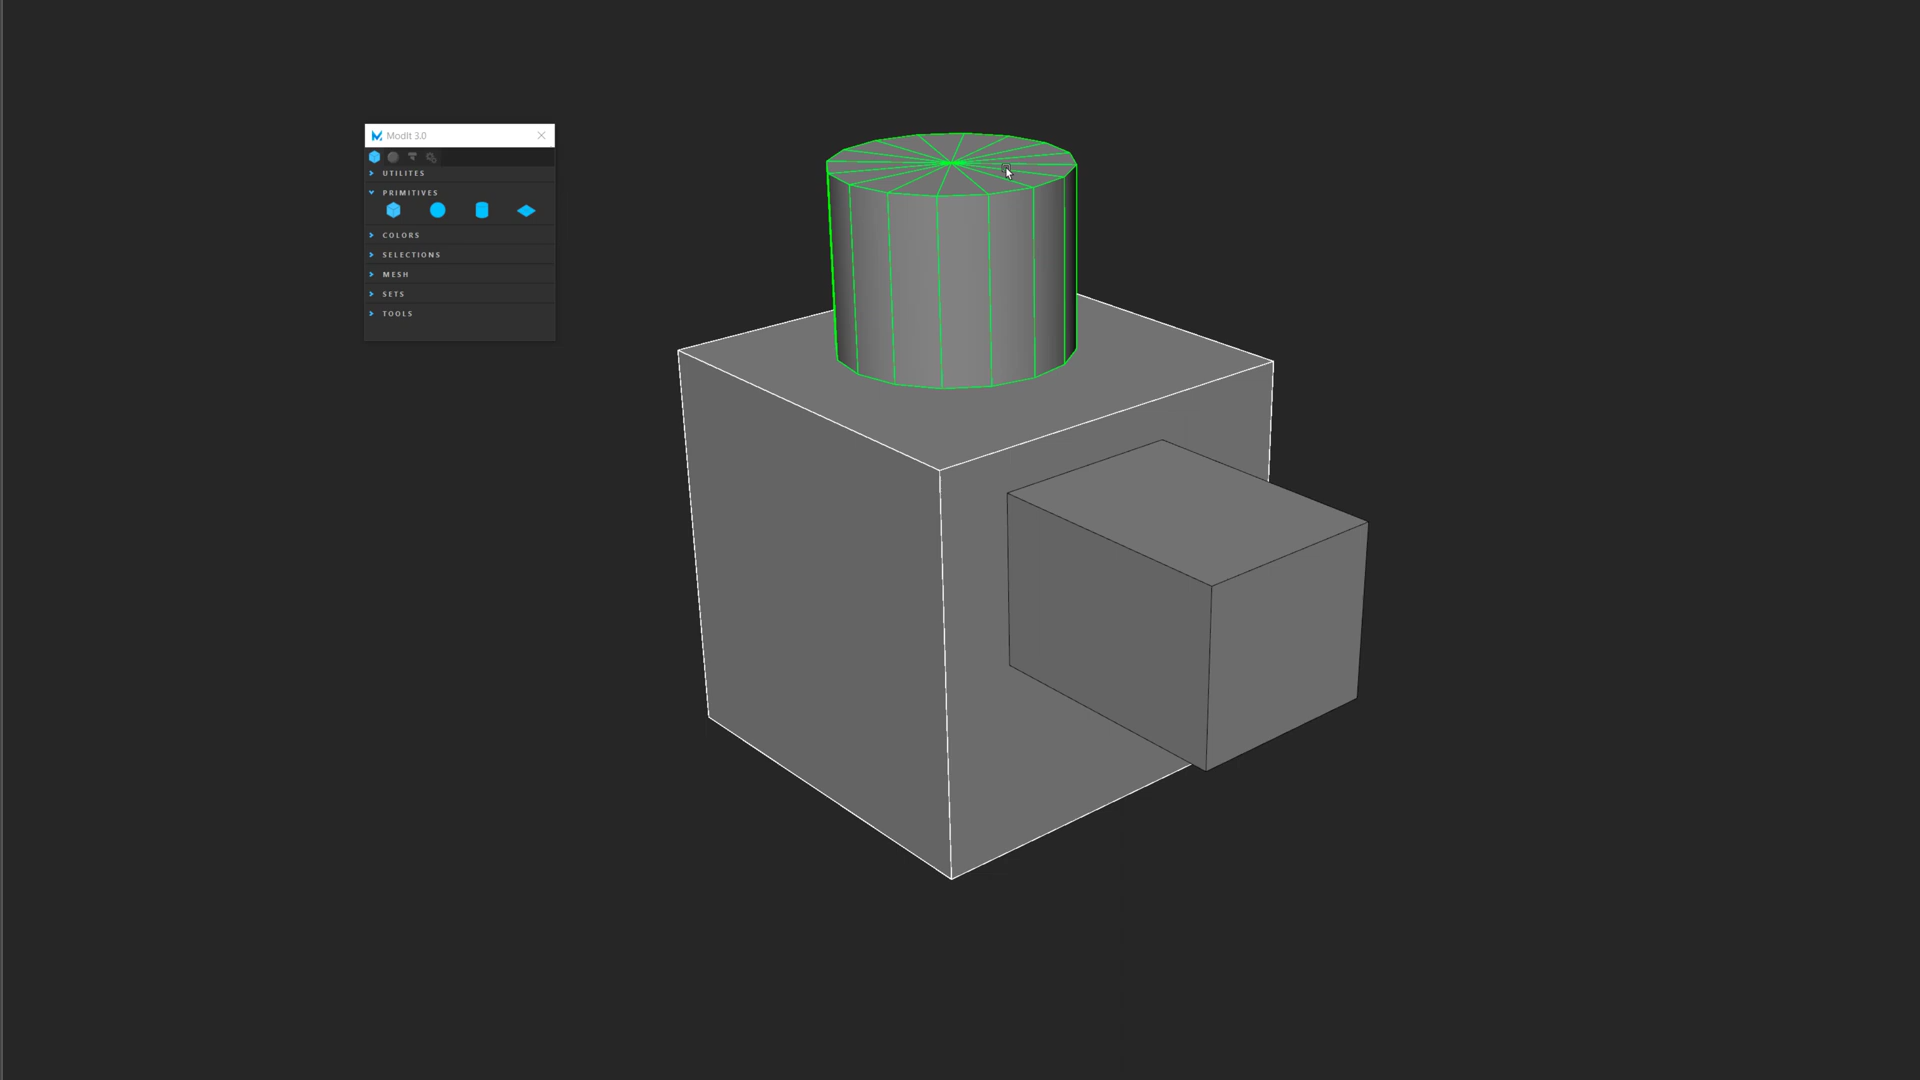 ModIt 3.0
UTILITES
PRIMITIVES
COLORS
SELECTIONS
MESH
SETS
TOOLS